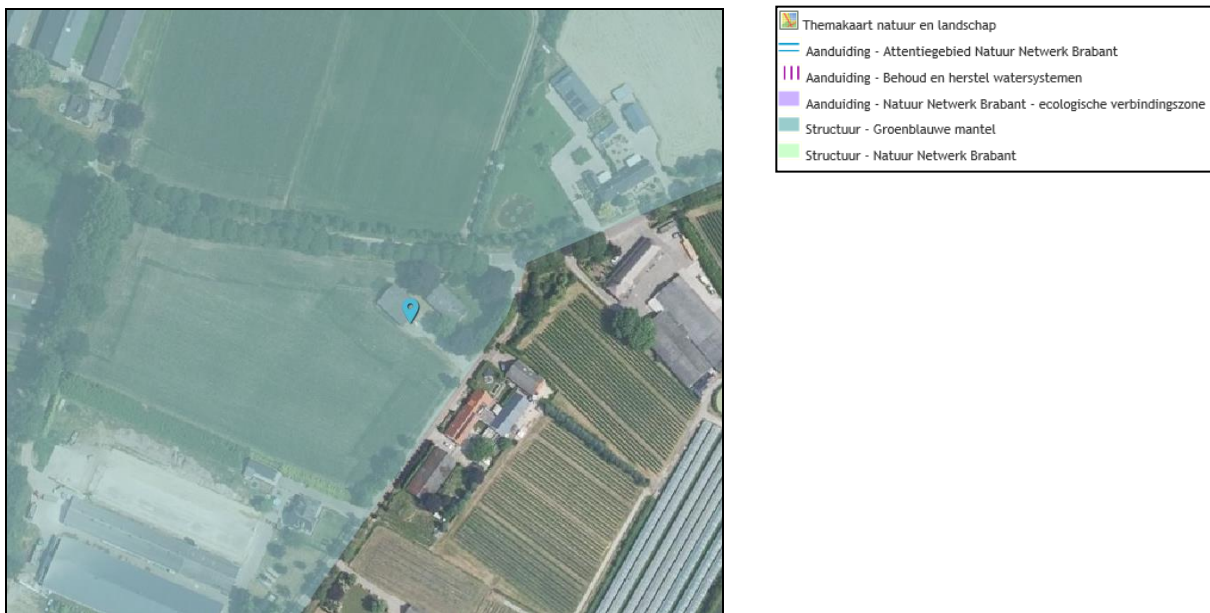 Themakaart natuur en landschap
Aanduiding - Attentiegebied Natuur Netwerk Brabant
Aanduiding - Behoud en herstel watersystemen
Aanduiding - Natuur Netwerk Brabant - ecologische verbindingszone
Structuur - Groenblauwe mantel
Structuur - Natuur Netwerk Brabant